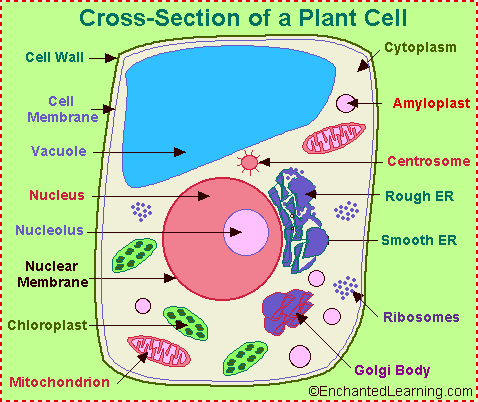 Cross-Section of a Plant Cell
Cell Wall
Cytoplasm
Cell
Membrane
Amyloplast
Vacuole
Centrosome
Nucleus
Rough ER
Nucleolus
Smooth ER
Nuclear
Membrane
Chloroplast
Ribosomes
Golgi Body
Mitochondrion
©EnchantedLearning.com